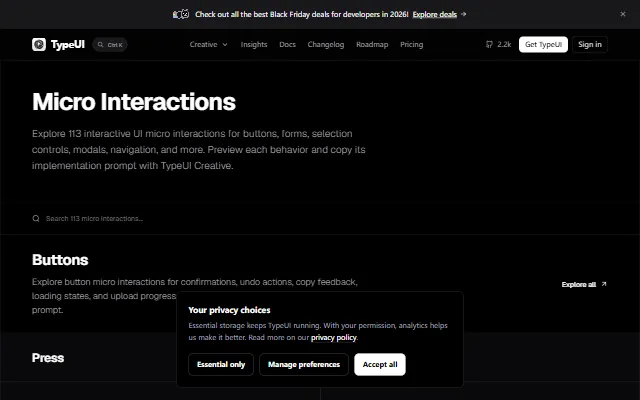 Check out all the best Black Friday deals for developers in 2026! Explore deals → ×
TypeUI Ctrl K Creative Insights Docs Changelog Roadmap Pricing 2.2k Get TypeUI Sign in
Micro Interactions
Explore 113 interactive UI micro interactions for buttons, forms, selection
controls, modals, navigation, and more. Preview each behavior and copy its
implementation prompt with TypeUI Creative.
Search 113 micro interactions...
Buttons
Explore button micro interactions for confirmations, undo actions, copy feedback,
loading states, and upload progress
prompt.
Explore all ↗
Your privacy choices
Essential storage keeps TypeUI running. With your permission, analytics helps
us make it better. Read more on our privacy policy.
Essential only Manage preferences Accept all
Press